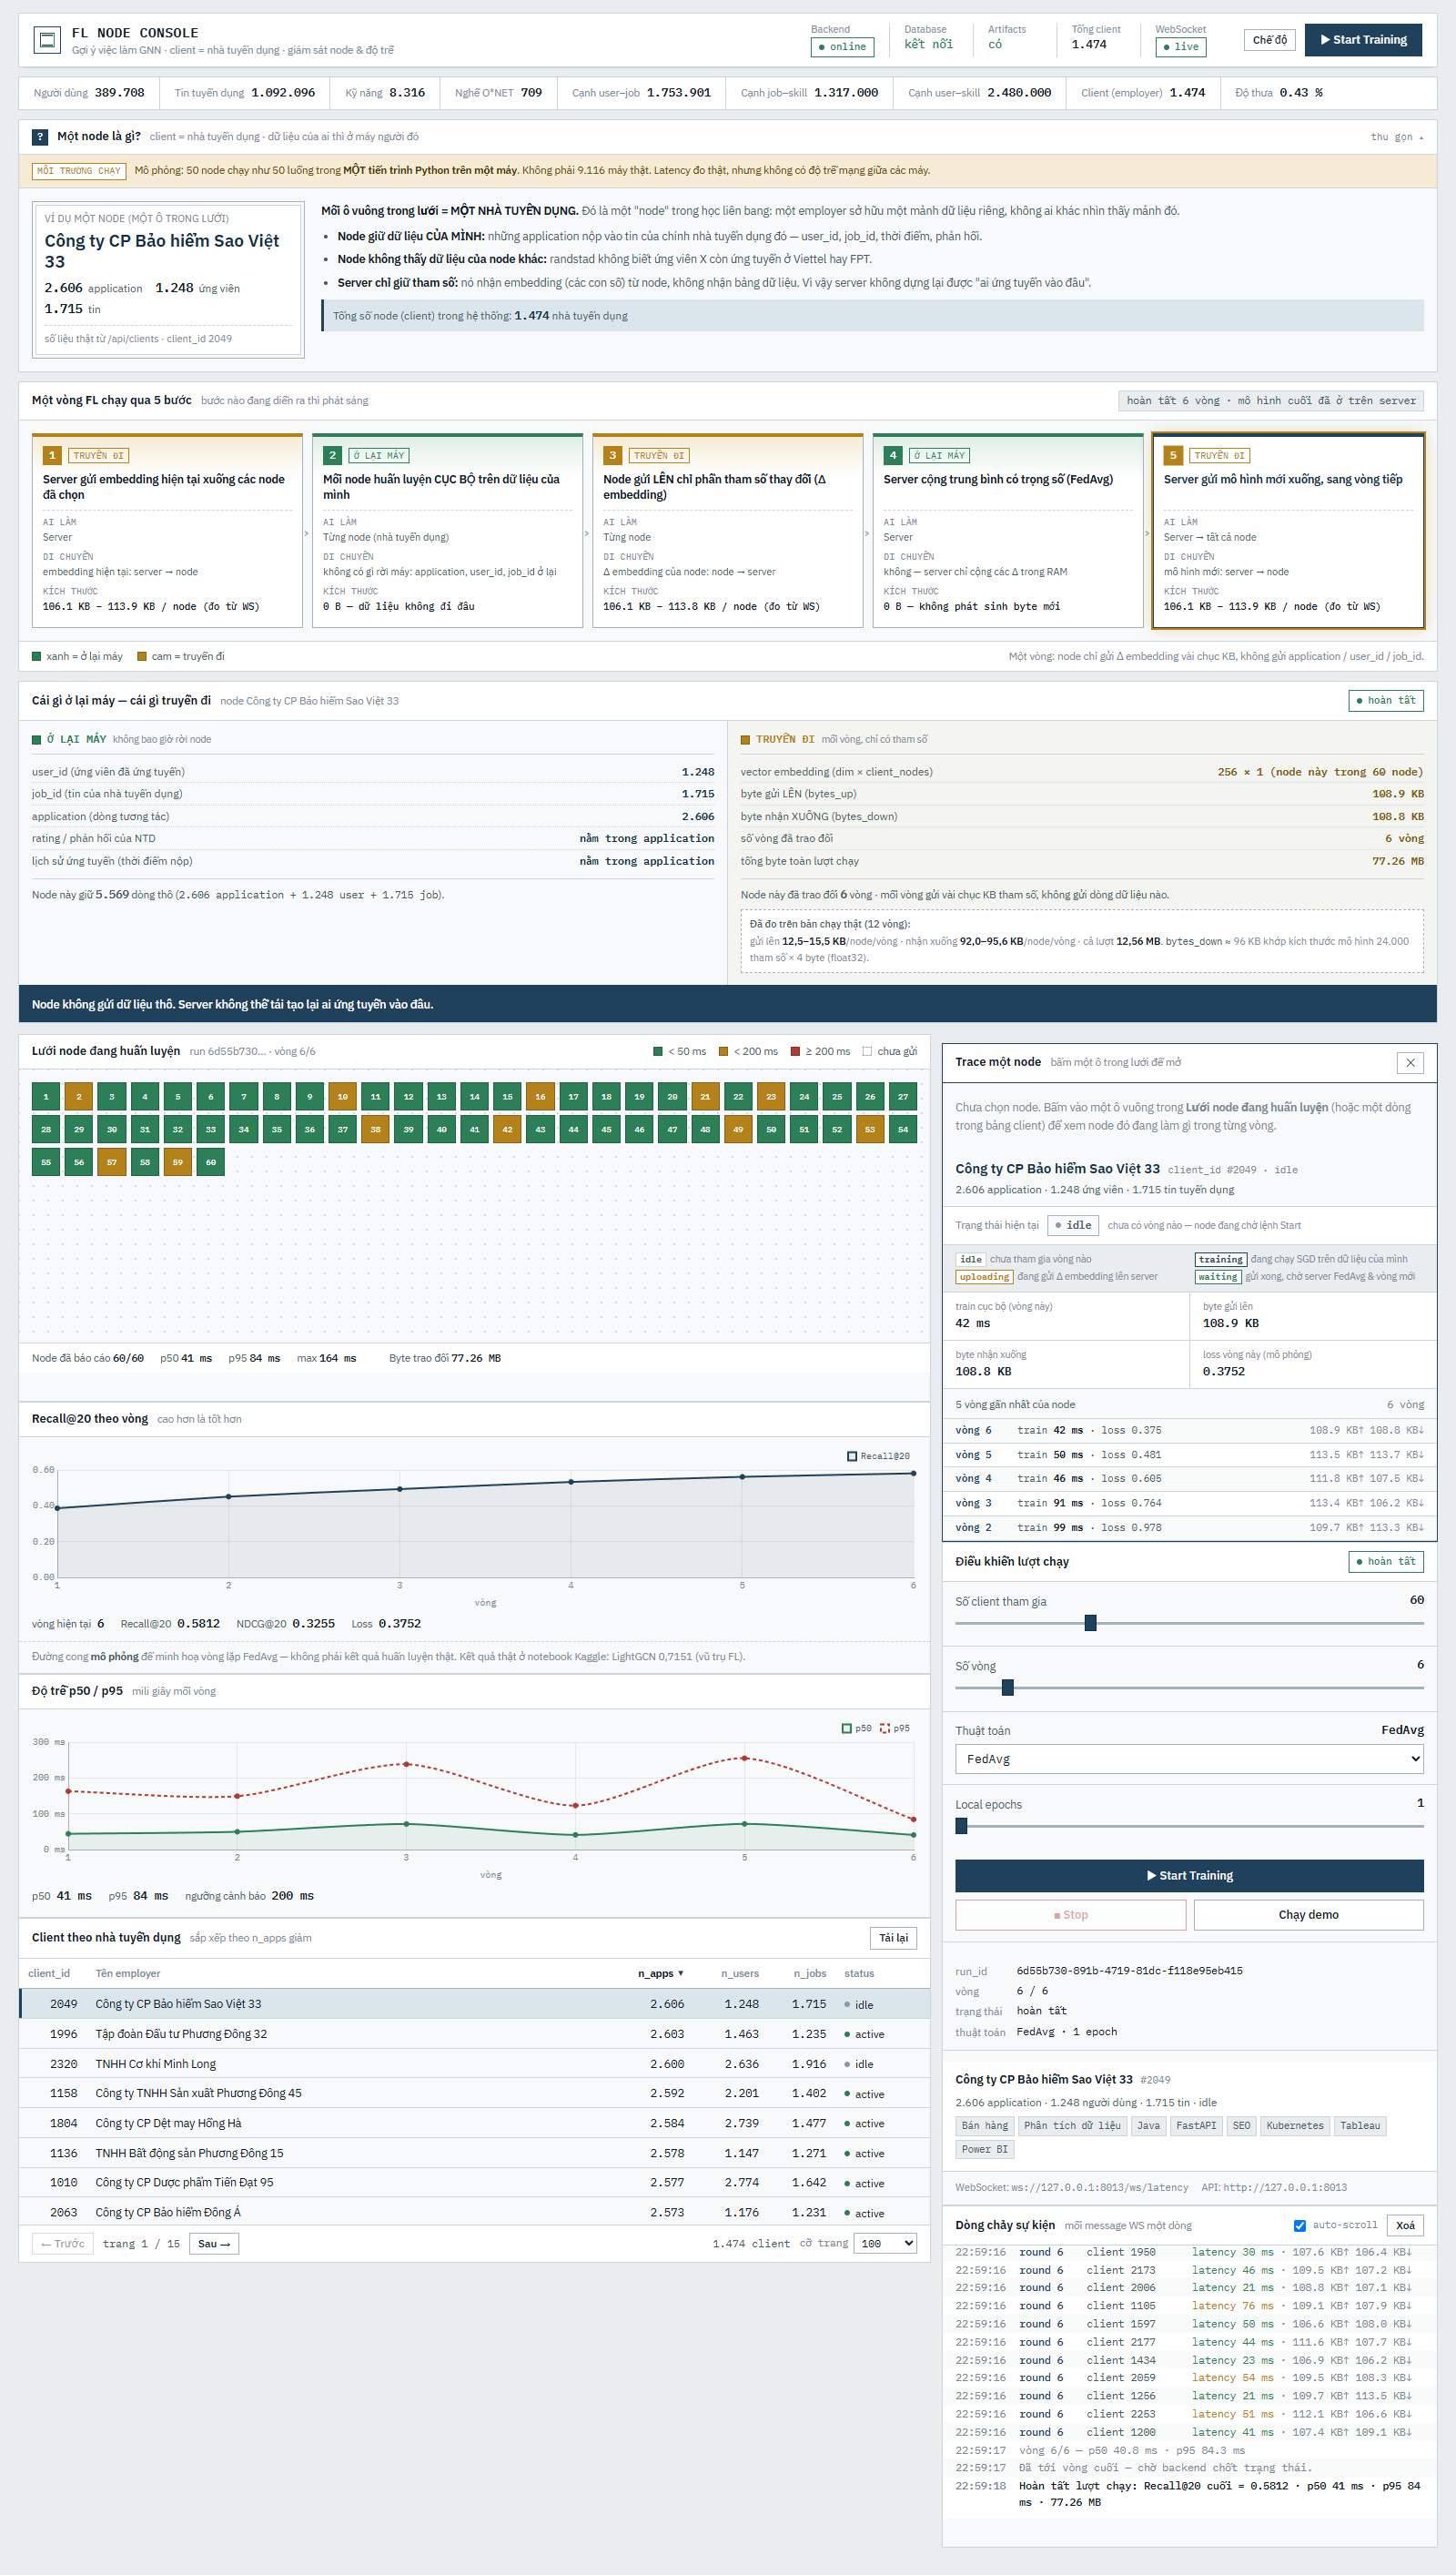 FL NODE CONSOLE
Gợi ý việc làm GNN · client = nhà tuyển dụng · giám sát node & độ trễ
Backend
● online
Database
kết nối
Artifacts
có
Tổng client
1.474
WebSocket
● live
Chế độ
▶ Start Training
Người dùng 389.708
Tin tuyển dụng 1.092.096
Kỹ năng 8.316
Nghề O*NET 709
Cạnh user–job 1.753.901
Cạnh job–skill 1.317.000
Cạnh user–skill 2.480.000
Client (employer) 1.474
Độ thưa 0.43 %
? Một node là gì? client = nhà tuyển dụng · dữ liệu của ai thì ở máy người đó
thu gọn
MÔI TRƯỜNG CHẠY Mô phỏng: 50 node chạy như 50 luồng trong MỘT tiến trình Python trên một máy. Không phải 9.116 máy thật. Latency đo thật, nhưng không có độ trễ mạng giữa các máy.
VÍ DỤ MỘT NODE (MỘT Ô TRONG LƯỚI)
Công ty CP Bảo hiểm Sao Việt
33
2.606 application 1.248 ứng viên
1.715 tin
số liệu thật từ /api/clients · client_id 2049
Mỗi ô vuông trong lưới = MỘT NHÀ TUYỂN DỤNG. Đó là một "node" trong học liên bang: một employer sở hữu một mảnh dữ liệu riêng, không ai khác nhìn thấy mảnh đó.
• Node giữ dữ liệu CỦA MÌNH: những application nộp vào tin của chính nhà tuyển dụng đó — user_id, job_id, thời điểm, phản hồi.
• Node không thấy dữ liệu của node khác: randstad không biết ứng viên X còn ứng tuyển ở Viettel hay FPT.
• Server chỉ giữ tham số: nó nhận embedding (các con số) từ node, không nhận bảng dữ liệu. Vì vậy server không dựng lại được "ai ứng tuyển vào đâu".
Tổng số node (client) trong hệ thống: 1.474 nhà tuyển dụng
Một vòng FL chạy qua 5 bước bước nào đang diễn ra thì phát sáng
hoàn tất 6 vòng · mô hình cuối đã ở trên server
1 TRUYỀN ĐI
Server gửi embedding hiện tại xuống các node
đã chọn
AI LÀM
Server
DI CHUYỂN
embedding hiện tại: server → node
KÍCH THƯỚC
106.1 KB – 113.9 KB / node (đo từ WS)
›
2 Ở LẠI MÁY
Mỗi node huấn luyện CỤC BỘ trên dữ liệu của
mình
AI LÀM
Từng node (nhà tuyển dụng)
DI CHUYỂN
không có gì rời máy: application, user_id, job_id ở lại
KÍCH THƯỚC
0 B — dữ liệu không đi đâu
›
3 TRUYỀN ĐI
Node gửi LÊN chỉ phần tham số thay đổi (Δ
embedding)
AI LÀM
Từng node
DI CHUYỂN
Δ embedding của node: node → server
KÍCH THƯỚC
106.1 KB – 113.8 KB / node (đo từ WS)
›
4 Ở LẠI MÁY
Server cộng trung bình có trọng số (FedAvg)
AI LÀM
Server
DI CHUYỂN
không — server chỉ cộng các Δ trong RAM
KÍCH THƯỚC
0 B — không phát sinh byte mới
›
5 TRUYỀN ĐI
Server gửi mô hình mới xuống, sang vòng tiếp
AI LÀM
Server → tất cả node
DI CHUYỂN
mô hình mới: server → node
KÍCH THƯỚC
106.1 KB – 113.9 KB / node (đo từ WS)
xanh = ở lại máy cam = truyền đi
Một vòng: node chỉ gửi Δ embedding vài chục KB, không gửi application / user_id / job_id.
Cái gì ở lại máy — cái gì truyền đi node Công ty CP Bảo hiểm Sao Việt 33
● hoàn tất
Ở LẠI MÁY không bao giờ rời node
user_id (ứng viên đã ứng tuyển) 1.248
job_id (tin của nhà tuyển dụng) 1.715
application (dòng tương tác) 2.606
rating / phản hồi của NTD nằm trong application
lịch sử ứng tuyển (thời điểm nộp) nằm trong application
Node này giữ 5.569 dòng thô (2.606 application + 1.248 user + 1.715 job).
TRUYỀN ĐI mỗi vòng, chỉ có tham số
vector embedding (dim × client_nodes) 256 × 1 (node này trong 60 node)
byte gửi LÊN (bytes_up) 108.9 KB
byte nhận XUỐNG (bytes_down) 108.8 KB
số vòng đã trao đổi 6 vòng
tổng byte toàn lượt chạy 77.26 MB
Node này đã trao đổi 6 vòng · mỗi vòng gửi vài chục KB tham số, không gửi dòng dữ liệu nào.
Đã đo trên bản chạy thật (12 vòng):
gửi lên 12,5–15,5 KB/node/vòng · nhận xuống 92,0–95,6 KB/node/vòng · cả lượt 12,56 MB. bytes_down ≈ 96 KB khớp kích thước mô hình 24.000
tham số × 4 byte (float32).
Node không gửi dữ liệu thô. Server không thể tái tạo lại ai ứng tuyển vào đâu.
Lưới node đang huấn luyện run 6d55b730… · vòng 6/6
< 50 ms < 200 ms ≥ 200 ms chưa gửi
1 2 3 4 5 6 7 8 9 10 11 12 13 14 15 16 17 18 19 20 21 22 23 24 25 26 27
28 29 30 31 32 33 34 35 36 37 38 39 40 41 42 43 44 45 46 47 48 49 50 51 52 53 54
55 56 57 58 59 60
Node đã báo cáo 60/60 p50 41 ms p95 84 ms max 164 ms Byte trao đổi 77.26 MB
Recall@20 theo vòng cao hơn là tốt hơn
Recall@20
0.60
0.40
0.20
0.00
1 2 3 4 5 6
vòng
vòng hiện tại 6 Recall@20 0.5812 NDCG@20 0.3255 Loss 0.3752
Đường cong mô phỏng để minh hoạ vòng lặp FedAvg — không phải kết quả huấn luyện thật. Kết quả thật ở notebook Kaggle: LightGCN 0,7151 (vũ trụ FL).
Độ trễ p50 / p95 mili giây mỗi vòng
p50 p95
300 ms
200 ms
100 ms
0 ms
1 2 3 4 5 6
vòng
p50 41 ms p95 84 ms ngưỡng cảnh báo 200 ms
Client theo nhà tuyển dụng sắp xếp theo n_apps giảm
Tải lại
client_id Tên employer n_apps ▼ n_users n_jobs status
2049 Công ty CP Bảo hiểm Sao Việt 33 2.606 1.248 1.715 ● idle
1996 Tập đoàn Đầu tư Phương Đông 32 2.603 1.463 1.235 ● active
2320 TNHH Cơ khí Minh Long 2.600 2.636 1.916 ● idle
1158 Công ty TNHH Sản xuất Phương Đông 45 2.592 2.201 1.402 ● active
1804 Công ty CP Dệt may Hồng Hà 2.584 2.739 1.477 ● active
1136 TNHH Bất động sản Phương Đông 15 2.578 1.147 1.271 ● active
1010 Công ty CP Dược phẩm Tiến Đạt 95 2.577 2.774 1.642 ● active
2063 Công ty CP Bảo hiểm Đông Á 2.573 1.176 1.231 ● active
← Trước trang 1 / 15 Sau → 1.474 client cỡ trang 100
Trace một node bấm một ô trong lưới để mở
×
Chưa chọn node. Bấm vào một ô vuông trong Lưới node đang huấn luyện (hoặc một dòng
trong bảng client) để xem node đó đang làm gì trong từng vòng.
Công ty CP Bảo hiểm Sao Việt 33 client_id #2049 · idle
2.606 application · 1.248 ứng viên · 1.715 tin tuyển dụng
Trạng thái hiện tại ● idle chưa có vòng nào — node đang chờ lệnh Start
idle chưa tham gia vòng nào
training đang chạy SGD trên dữ liệu của mình
uploading đang gửi Δ embedding lên server
waiting gửi xong, chờ server FedAvg & vòng mới
train cục bộ (vòng này)
42 ms
byte gửi lên
108.9 KB
byte nhận xuống
108.8 KB
loss vòng này (mô phỏng)
0.3752
5 vòng gần nhất của node 6 vòng
vòng 6 train 42 ms · loss 0.375 108.9 KB↑ 108.8 KB↓
vòng 5 train 50 ms · loss 0.481 113.5 KB↑ 113.7 KB↓
vòng 4 train 46 ms · loss 0.605 111.8 KB↑ 107.5 KB↓
vòng 3 train 91 ms · loss 0.764 113.4 KB↑ 106.2 KB↓
vòng 2 train 99 ms · loss 0.978 109.7 KB↑ 113.3 KB↓
Điều khiển lượt chạy ● hoàn tất
Số client tham gia 60
Số vòng 6
Thuật toán FedAvg
FedAvg
Local epochs 1
▶ Start Training
■ Stop
Chạy demo
run_id 6d55b730-891b-4719-81dc-f118e95eb415
vòng 6 / 6
trạng thái hoàn tất
thuật toán FedAvg · 1 epoch
Công ty CP Bảo hiểm Sao Việt 33 #2049
2.606 application · 1.248 người dùng · 1.715 tin · idle
Bán hàng Phân tích dữ liệu Java FastAPI SEO Kubernetes Tableau
Power BI
WebSocket: ws://127.0.0.1:8013/ws/latency API: http://127.0.0.1:8013
Dòng chảy sự kiện mỗi message WS một dòng
auto-scroll
Xoá
22:59:16 round 6 client 1950 latency 30 ms · 107.6 KB↑ 106.4 KB↓
22:59:16 round 6 client 2173 latency 46 ms · 109.5 KB↑ 107.2 KB↓
22:59:16 round 6 client 2006 latency 21 ms · 108.8 KB↑ 107.1 KB↓
22:59:16 round 6 client 1105 latency 76 ms · 109.1 KB↑ 107.9 KB↓
22:59:16 round 6 client 1597 latency 50 ms · 106.6 KB↑ 108.0 KB↓
22:59:16 round 6 client 2177 latency 44 ms · 111.6 KB↑ 107.7 KB↓
22:59:16 round 6 client 1434 latency 23 ms · 106.9 KB↑ 106.2 KB↓
22:59:16 round 6 client 2059 latency 54 ms · 109.5 KB↑ 108.3 KB↓
22:59:16 round 6 client 1256 latency 21 ms · 109.7 KB↑ 113.5 KB↓
22:59:16 round 6 client 2253 latency 51 ms · 112.1 KB↑ 106.6 KB↓
22:59:16 round 6 client 1200 latency 41 ms · 107.4 KB↑ 109.1 KB↓
22:59:17 vòng 6/6 — p50 40.8 ms · p95 84.3 ms
22:59:17 Đã tới vòng cuối — chờ backend chốt trạng thái.
22:59:18 Hoàn tất lượt chạy: Recall@20 cuối = 0.5812 · p50 41 ms · p95 84
ms · 77.26 MB